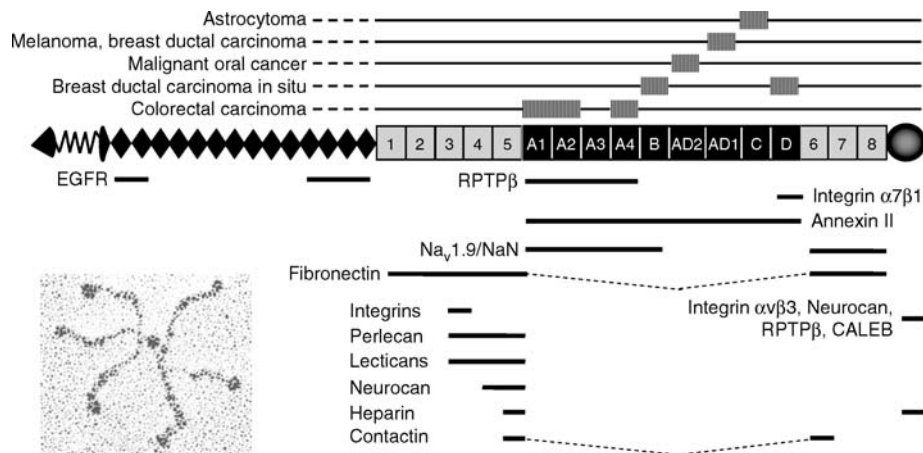 Astrocytoma
Melanoma, breast ductal carcinoma
Malignant oral cancer
Breast ductal carcinoma in situ
Colorectal carcinoma
1 2 3 4 5 A1 A2 A3 A4 B AD2 AD1 C D 6 7 8
EGFR
RPTPβ
Integrin α7β1
Annexin II
Nav1.9/NaN
Fibronectin
Integrins
Integrin αvβ3, Neurocan,
RPTPβ, CALEB
Perlecan
Lecticans
Neurocan
Heparin
Contactin